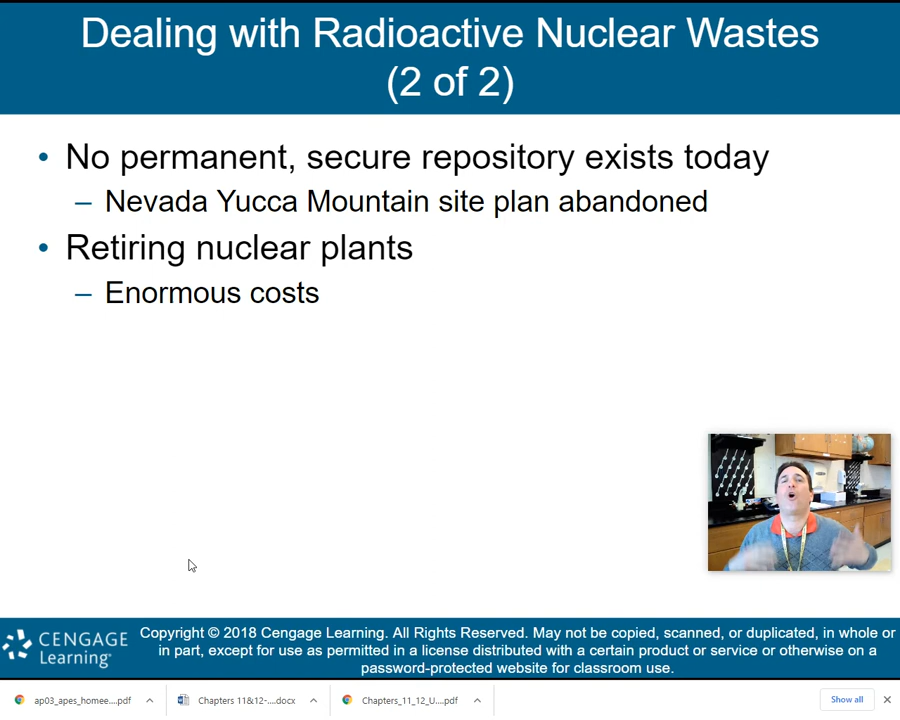 Dealing with Radioactive Nuclear Wastes
(2 of 2)
• No permanent, secure repository exists today
– Nevada Yucca Mountain site plan abandoned
• Retiring nuclear plants
– Enormous costs
CENGAGE
Learning®
Copyright © 2018 Cengage Learning. All Rights Reserved. May not be copied, scanned, or duplicated, in whole or
in part, except for use as permitted in a license distributed with a certain product or service or otherwise on a
password-protected website for classroom use.
ap03_apes_homee....pdf
Chapters 11&12-....docx
Chapters_11_12_U....pdf
Show all